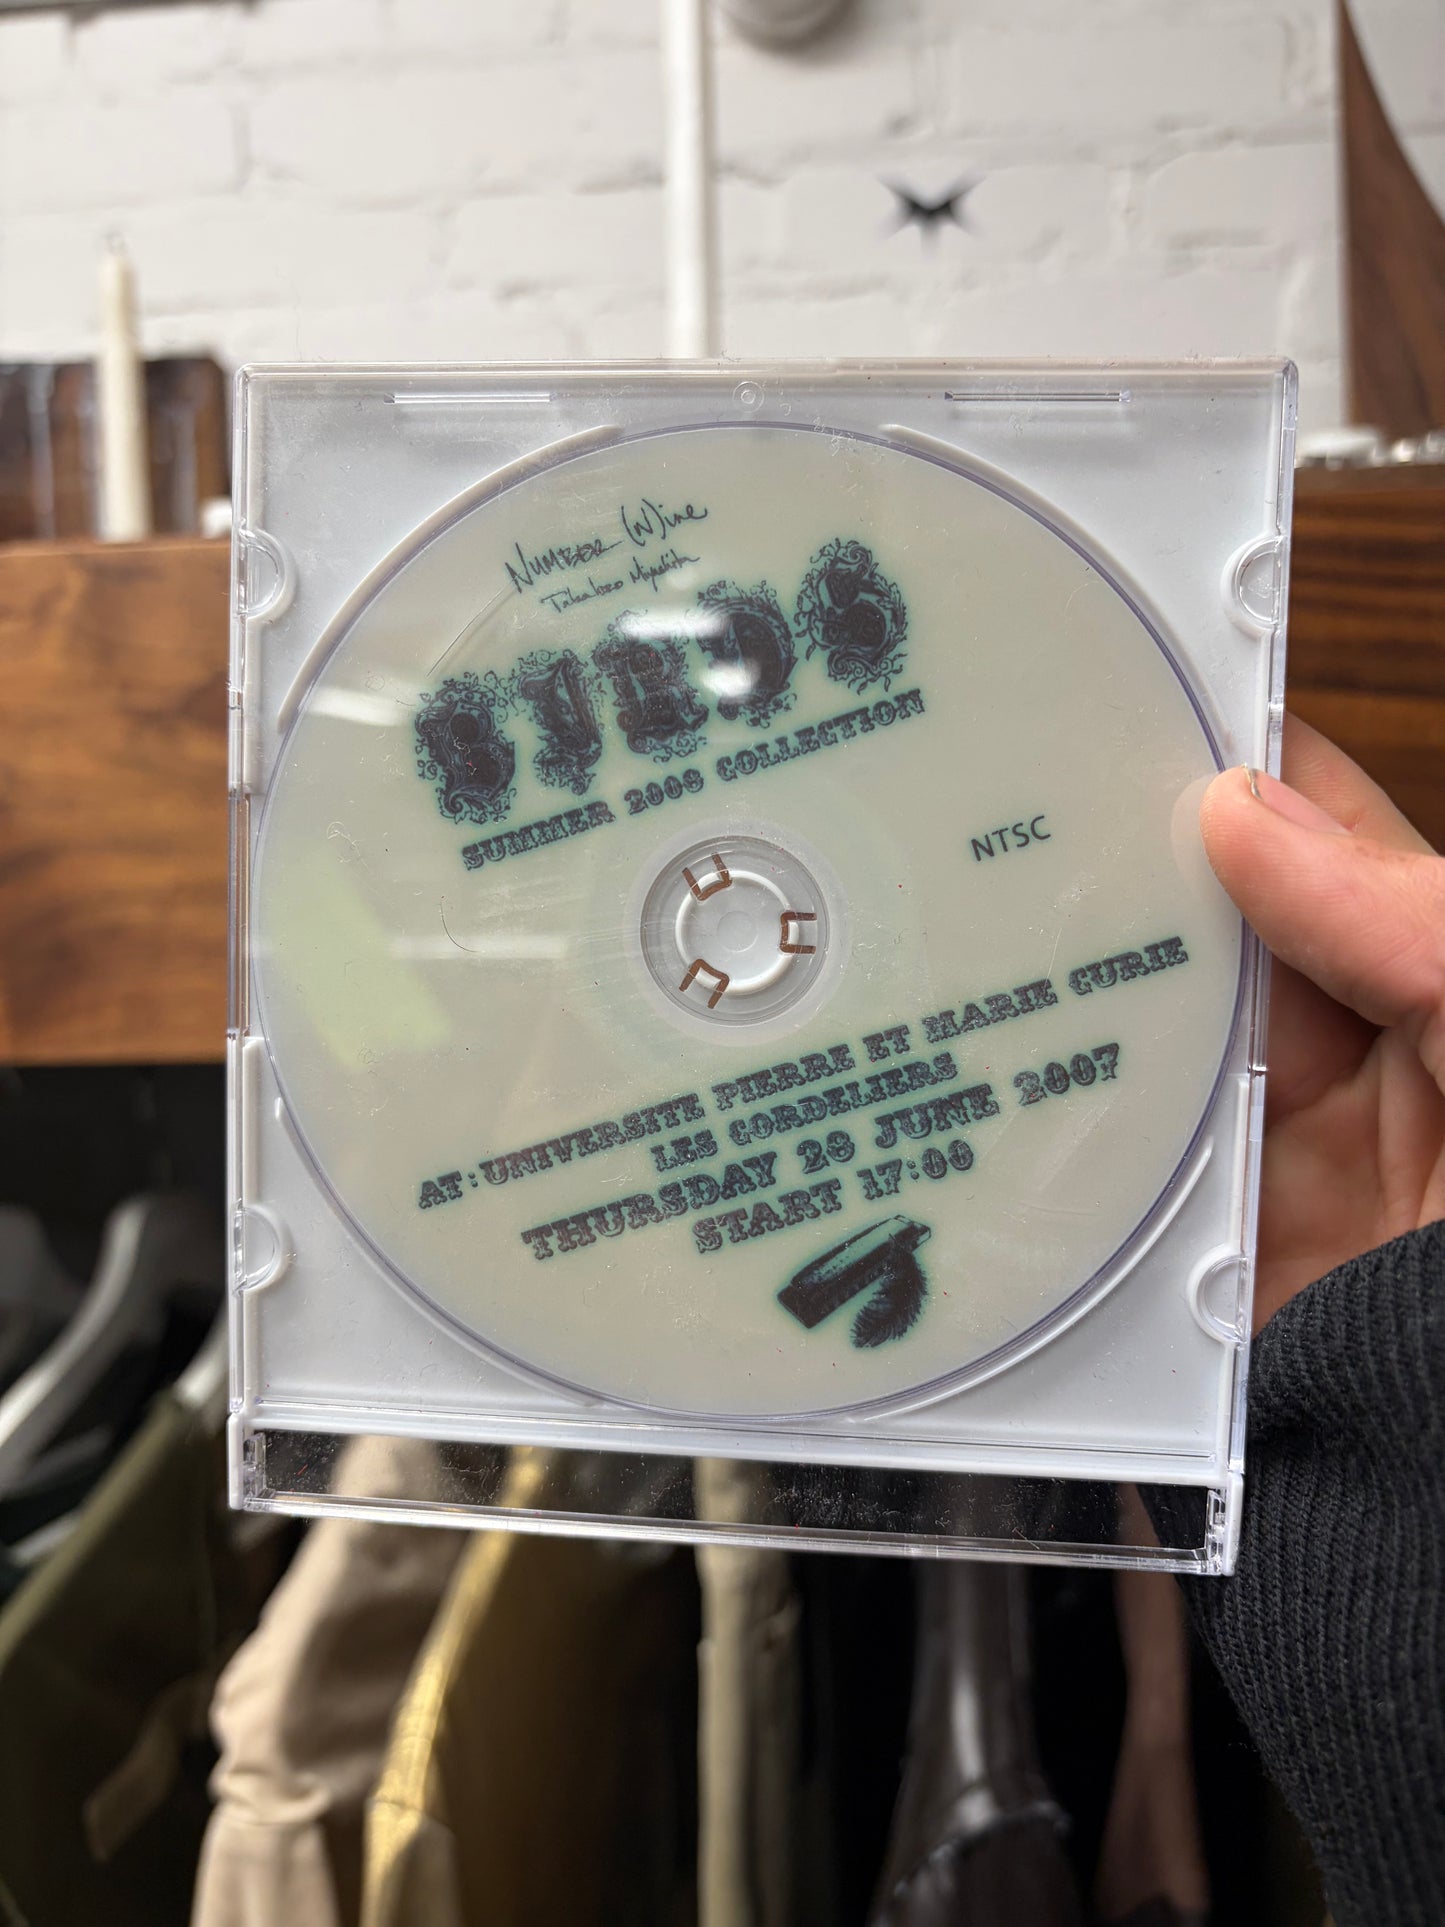 NUMBER (N)ine
Takahiro Miyashita
BIRDS
SUMMER 2008 COLLECTION
NTSC
AT : UNIVERSITE PIERRE ET MARIE CURIE
LES CORDELIERS
THURSDAY 28 JUNE 2007
START 17:00